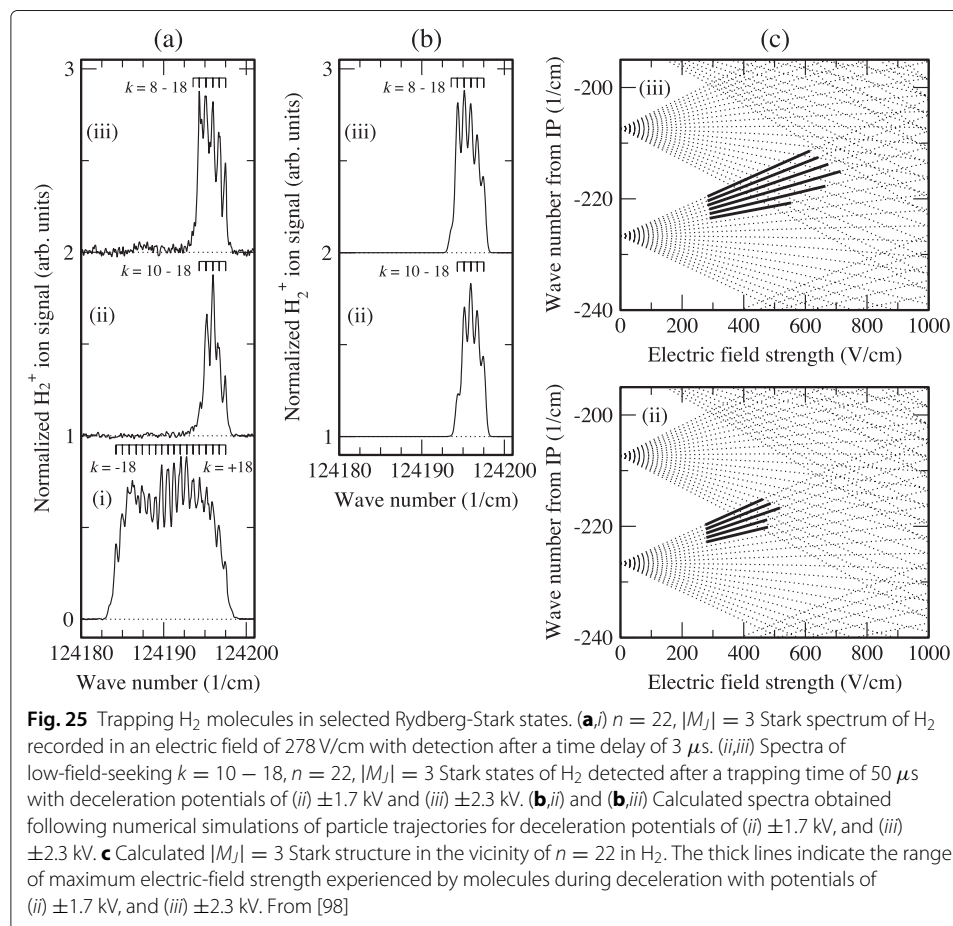 (a)
(b)
(c)
3
k = 8 - 18
(iii)
2
k = 10 - 18
(ii)
1
k = -18
k = +18
(i)
0
124180
124190
124200
Wave number (1/cm)
Normalized H₂⁺ ion signal (arb. units)
3
k = 8 - 18
(iii)
2
k = 10 - 18
(ii)
1
124180
124190
124200
Wave number (1/cm)
Normalized H₂⁺ ion signal (arb. units)
(iii)
-200
-220
-240
0
200
400
600
800
1000
Electric field strength (V/cm)
Wave number from IP (1/cm)
(ii)
-200
-220
-240
0
200
400
600
800
1000
Electric field strength (V/cm)
Wave number from IP (1/cm)
Fig. 25 Trapping H₂ molecules in selected Rydberg-Stark states. (a,i) n = 22, |M_J| = 3 Stark spectrum of H₂
recorded in an electric field of 278 V/cm with detection after a time delay of 3 μs. (ii,iii) Spectra of
low-field-seeking k = 10 − 18, n = 22, |M_J| = 3 Stark states of H₂ detected after a trapping time of 50 μs
with deceleration potentials of (ii) ±1.7 kV and (iii) ±2.3 kV. (b,ii) and (b,iii) Calculated spectra obtained
following numerical simulations of particle trajectories for deceleration potentials of (ii) ±1.7 kV, and (iii)
±2.3 kV. c Calculated |M_J| = 3 Stark structure in the vicinity of n = 22 in H₂. The thick lines indicate the range
of maximum electric-field strength experienced by molecules during deceleration with potentials of
(ii) ±1.7 kV, and (iii) ±2.3 kV. From [98]